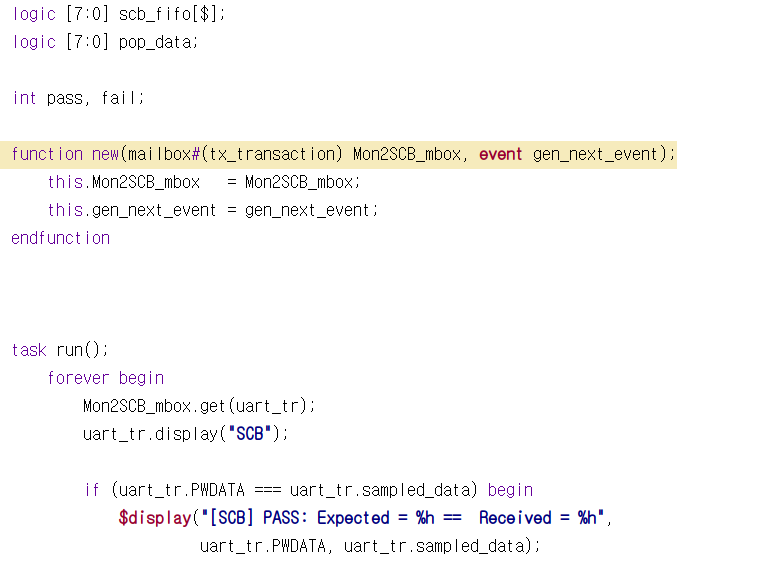 logic [7:0] scb_fifo[$];
logic [7:0] pop_data;
int pass, fail;
function new(mailbox#(tx_transaction) Mon2SCB_mbox, event gen_next_event);
this.Mon2SCB_mbox   = Mon2SCB_mbox;
this.gen_next_event = gen_next_event;
endfunction
task run();
forever begin
Mon2SCB_mbox.get(uart_tr);
uart_tr.display("SCB");
if (uart_tr.PWDATA === uart_tr.sampled_data) begin
$display("[SCB] PASS: Expected = %h ==  Received = %h",
uart_tr.PWDATA, uart_tr.sampled_data);